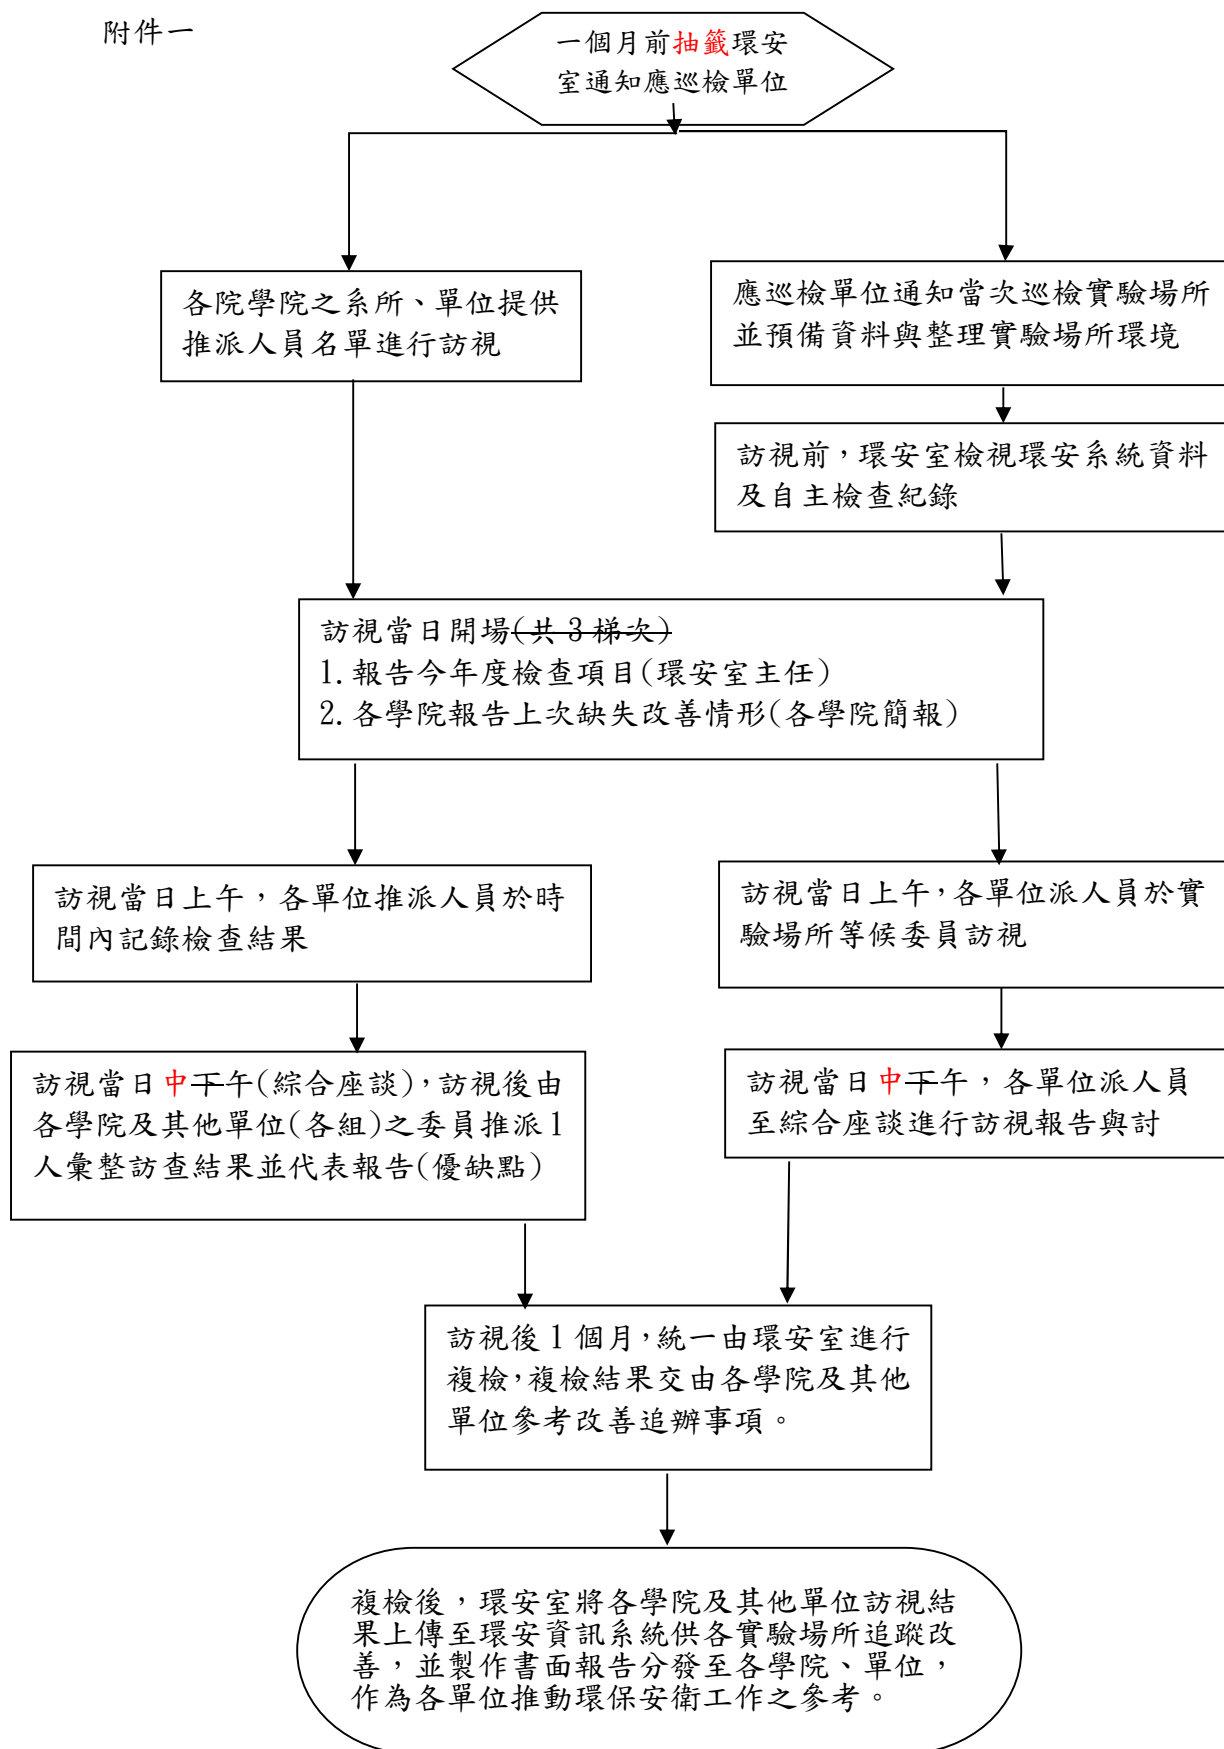 附件一
一個月前抽籤環安
室通知應巡檢單位
各院學院之系所、單位提供
推派人員名單進行訪視
應巡檢單位通知當次巡檢實驗場所
並預備資料與整理實驗場所環境
訪視前，環安室檢視環安系統資料
及自主檢查紀錄
訪視當日開場(共 3 梯次)
1.報告今年度檢查項目(環安室主任)
2.各學院報告上次缺失改善情形(各學院簡報)
訪視當日上午，各單位推派人員於時
間內記錄檢查結果
訪視當日上午，各單位派人員於實
驗場所等候委員訪視
訪視當日中下午(綜合座談)，訪視後由
各學院及其他單位(各組)之委員推派1
人彙整訪查結果並代表報告(優缺點)
訪視當日中下午，各單位派人員
至綜合座談進行訪視報告與討
訪視後 1 個月，統一由環安室進行
複檢，複檢結果交由各學院及其他
單位參考改善追辦事項。
複檢後，環安室將各學院及其他單位訪視結
果上傳至環安資訊系統供各實驗場所追蹤改
善，並製作書面報告分發至各學院、單位，
作為各單位推動環保安衛工作之參考。